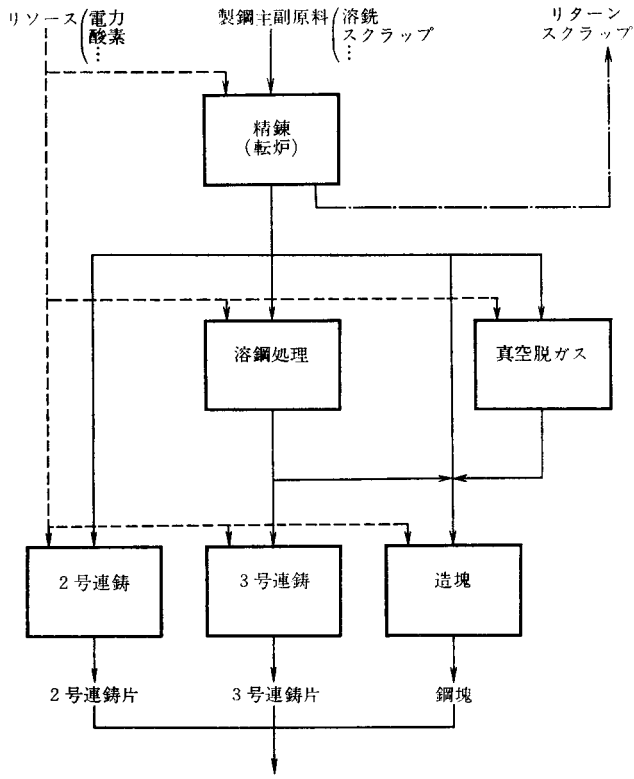 リソース(電力
酸素
⋮
製鋼主副原料(溶銑
スクラップ
⋮
リターン
スクラップ
精錬
(転炉)
溶鋼処理
真空脱ガス
2号連鋳
3号連鋳
造塊
2号連鋳片
3号連鋳片
鋼塊